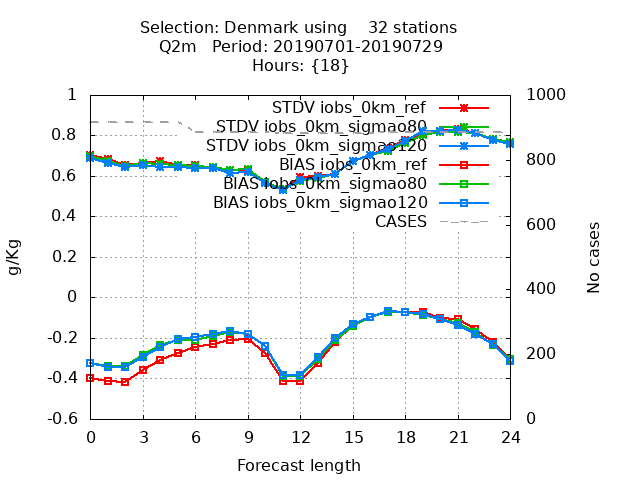 Selection: Denmark using    32 stations
Q2m   Period: 20190701-20190729
Hours: {18}
STDV iobs_0km_ref
STDV iobs_0km_sigmao80
STDV iobs_0km_sigmao120
BIAS iobs_0km_ref
BIAS iobs_0km_sigmao80
BIAS iobs_0km_sigmao120
CASES
1
0.8
0.6
0.4
0.2
0
-0.2
-0.4
-0.6
g/Kg
1000
800
600
400
200
0
No cases
0 3 6 9 12 15 18 21 24
Forecast length